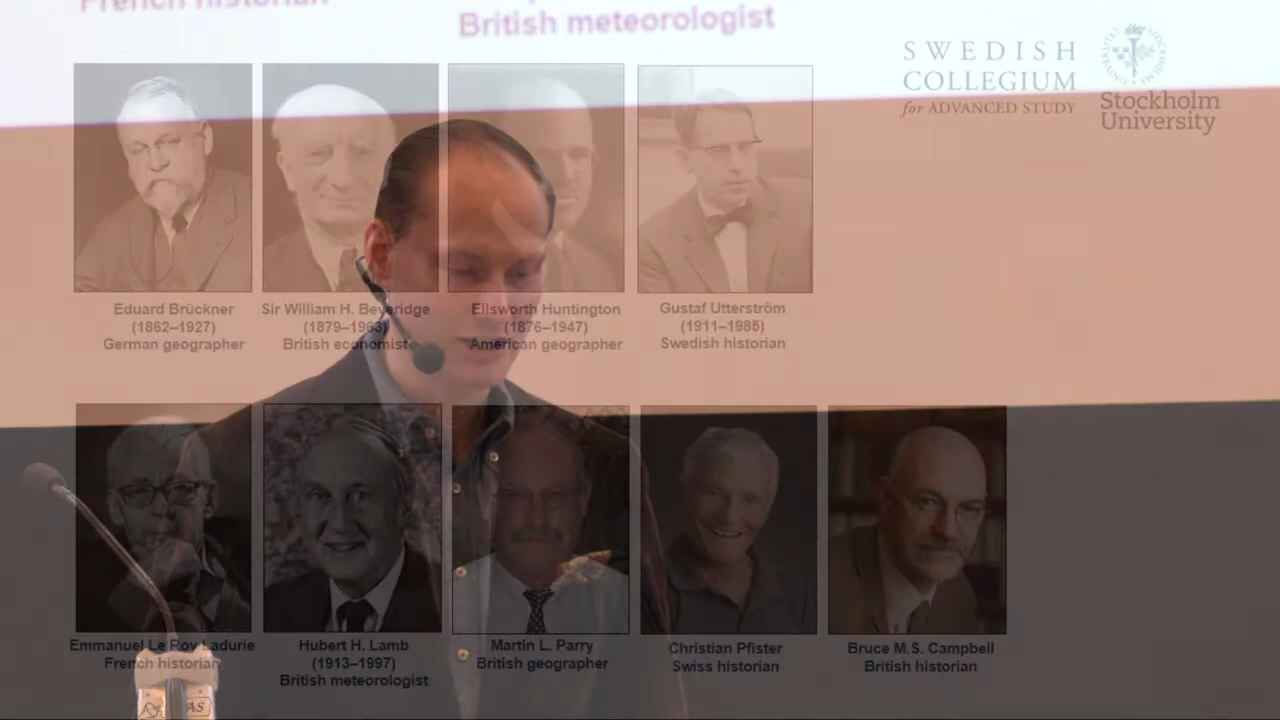 French historian
British meteorologist
SWEDISH
COLLEGIUM
for ADVANCED STUDY
Stockholm
University
Eduard Brückner
(1862–1927)
German geographer
Sir William H. Beveridge
(1879–1963)
British economist
Ellsworth Huntington
(1876–1947)
American geographer
Gustaf Utterström
(1911–1985)
Swedish historian
Emmanuel Le Roy Ladurie
French historian
Hubert H. Lamb
(1913–1997)
British meteorologist
Martin L. Parry
British geographer
Christian Pfister
Swiss historian
Bruce M.S. Campbell
British historian
AS